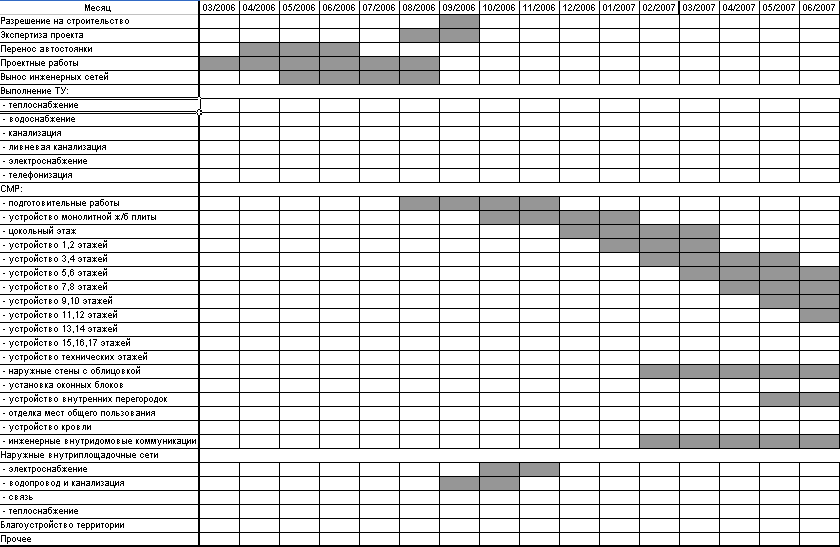 Месяц 03/2006 04/2006 05/2006 06/2006 07/2006 08/2006 09/2006 10/2006 11/2006 12/2006 01/2007 02/2007 03/2007 04/2007 05/2007 06/2007
Разрешение на строительство
Экспертиза проекта
Перенос автостоянки
Проектные работы
Вынос инженерных сетей
Выполнение ТУ:
- теплоснабжение
- водоснабжение
- канализация
- ливневая канализация
- электроснабжение
- телефонизация
СМР:
- подготовительные работы
- устройство монолитной ж/б плиты
- цокольный этаж
- устройство 1,2 этажей
- устройство 3,4 этажей
- устройство 5,6 этажей
- устройство 7,8 этажей
- устройство 9,10 этажей
- устройство 11,12 этажей
- устройство 13,14 этажей
- устройство 15,16,17 этажей
- устройство технических этажей
- наружные стены с облицовкой
- установка оконных блоков
- устройство внутренних перегородок
- отделка мест общего пользования
- устройство кровли
- инженерные внутридомовые коммуникации
Наружные внутриплощадочные сети
- электроснабжение
- водопровод и канализация
- связь
- теплоснабжение
Благоустройство территории
Прочее